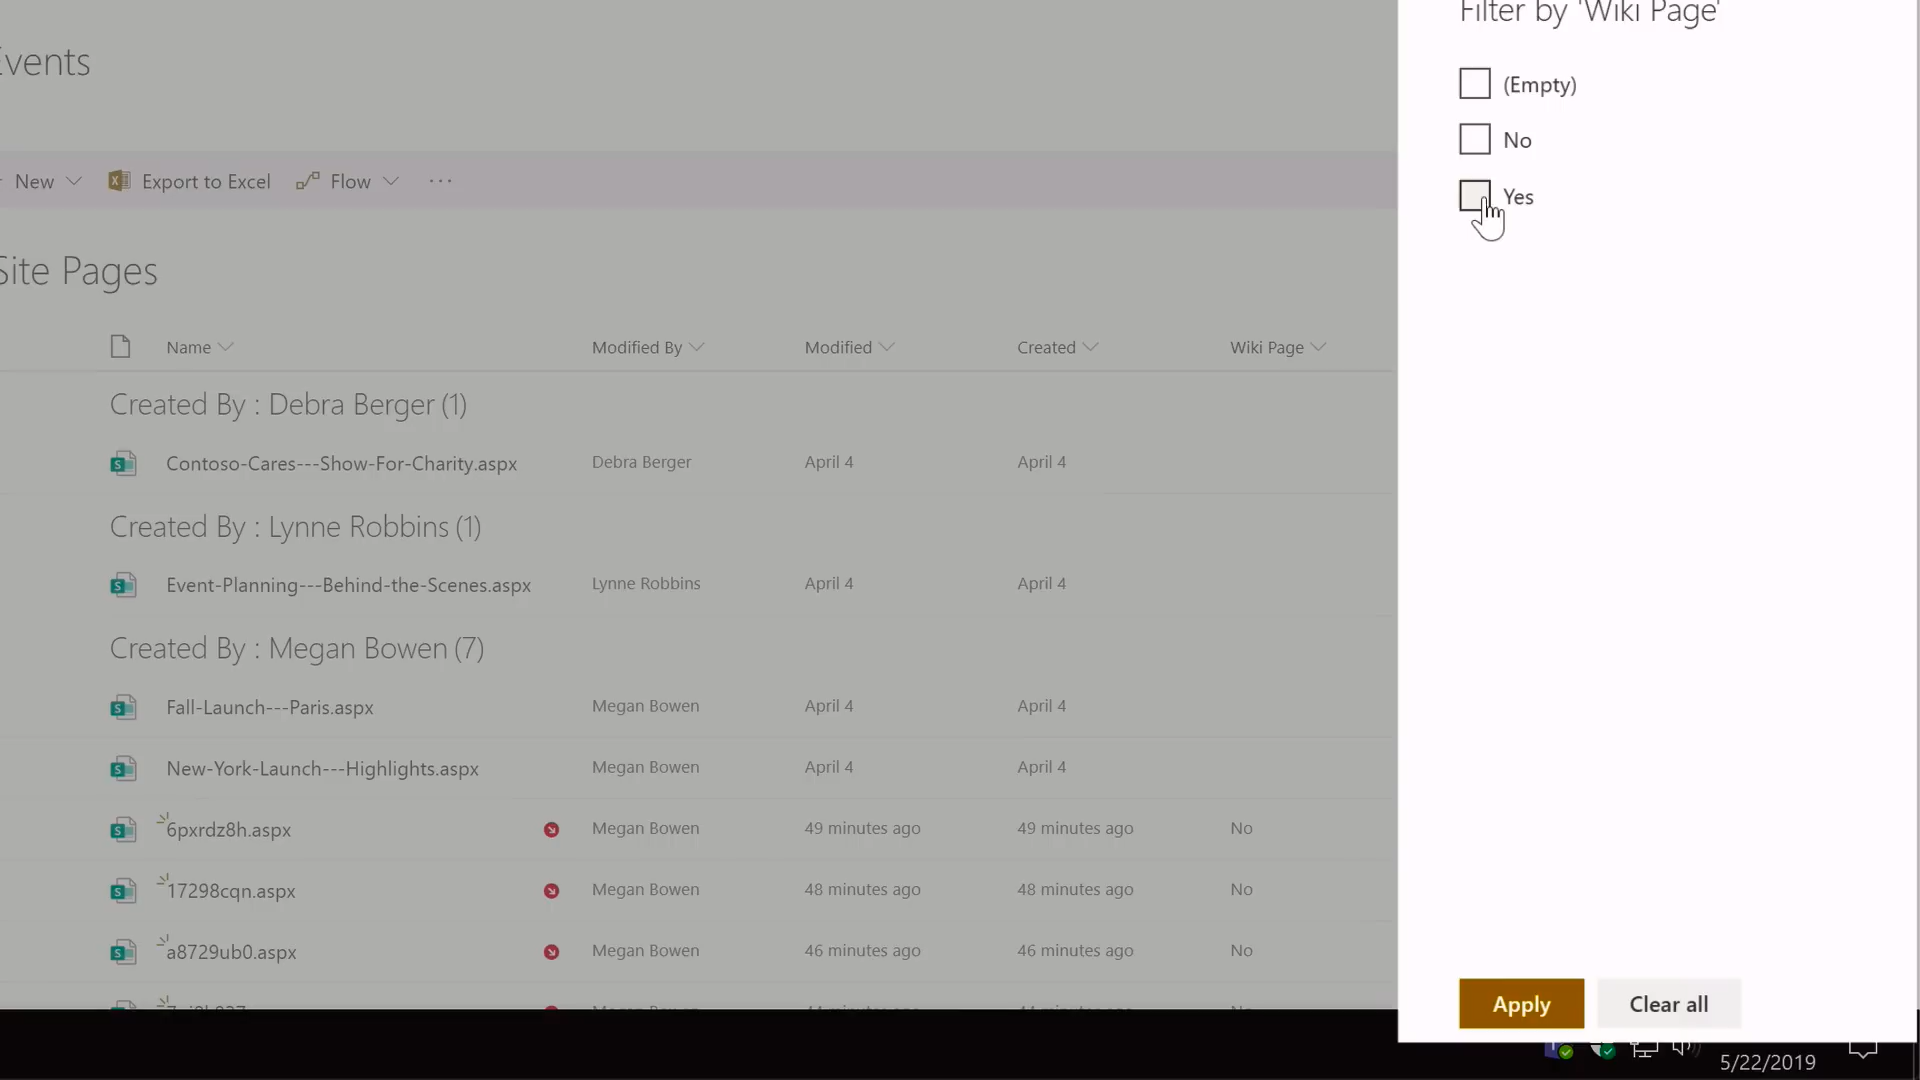 Events
New
Export to Excel
Flow
Site Pages
Name
Modified By
Modified
Created
Wiki Page
Created By : Debra Berger (1)
Contoso-Cares---Show-For-Charity.aspx
Debra Berger
April 4
April 4
Created By : Lynne Robbins (1)
Event-Planning---Behind-the-Scenes.aspx
Lynne Robbins
April 4
April 4
Created By : Megan Bowen (7)
Fall-Launch---Paris.aspx
Megan Bowen
April 4
April 4
New-York-Launch---Highlights.aspx
Megan Bowen
April 4
April 4
6pxrdz8h.aspx
Megan Bowen
49 minutes ago
49 minutes ago
No
17298cqn.aspx
Megan Bowen
48 minutes ago
48 minutes ago
No
a8729ub0.aspx
Megan Bowen
46 minutes ago
46 minutes ago
No
Filter by 'Wiki Page'
(Empty)
No
Yes
Apply
Clear all
5/22/2019